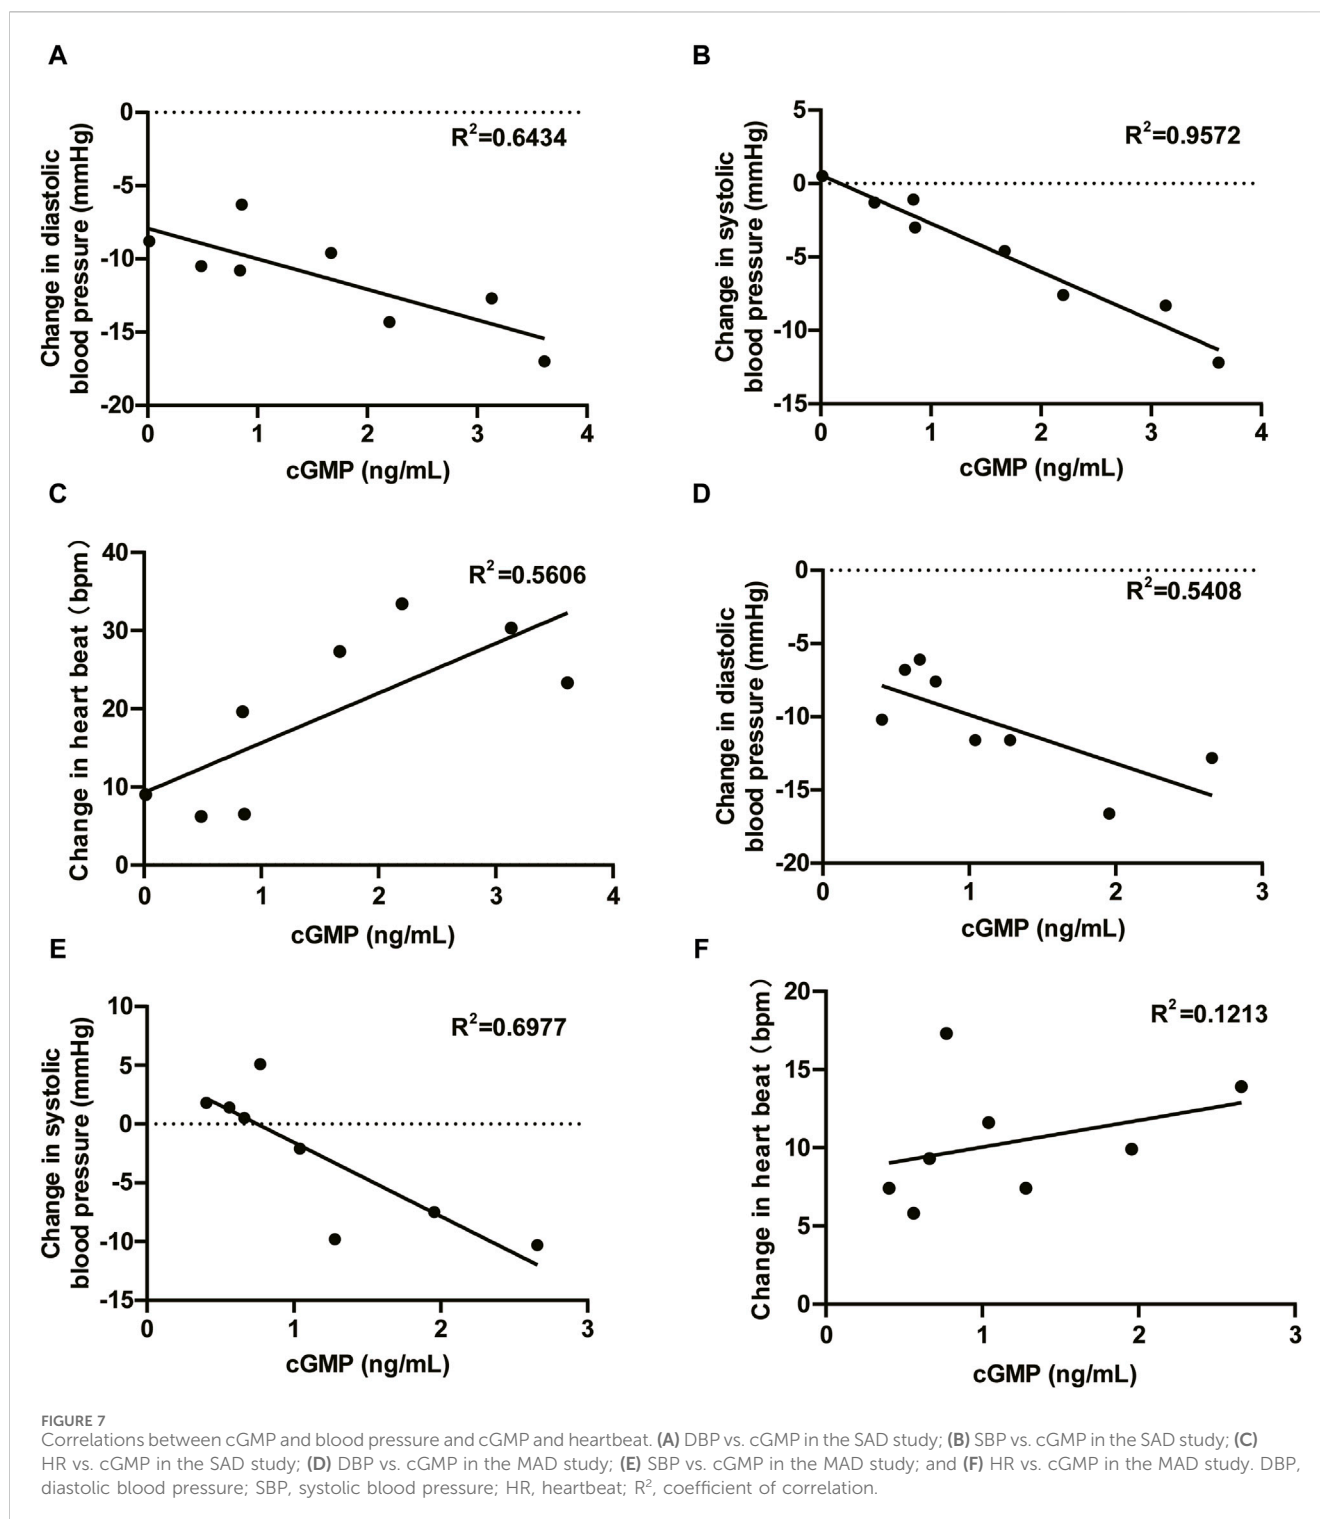 A
Change in diastolic
blood pressure (mmHg)
0
-5
-10
-15
-20
R²=0.6434
0 1 2 3 4
cGMP (ng/mL)
B
Change in systolic
blood pressure (mmHg)
5
0
-5
-10
-15
R²=0.9572
0 1 2 3 4
cGMP (ng/mL)
C
Change in heart beat (bpm)
40
30
20
10
0
R²=0.5606
0 1 2 3 4
cGMP (ng/mL)
D
Change in diastolic
blood pressure (mmHg)
0
-5
-10
-15
-20
R²=0.5408
0 1 2 3
cGMP (ng/mL)
E
Change in systolic
blood pressure (mmHg)
10
5
0
-5
-10
-15
R²=0.6977
0 1 2 3
cGMP (ng/mL)
F
Change in heart beat (bpm)
20
15
10
5
0
R²=0.1213
0 1 2 3
cGMP (ng/mL)
FIGURE 7
Correlations between cGMP and blood pressure and cGMP and heartbeat. (A) DBP vs. cGMP in the SAD study; (B) SBP vs. cGMP in the SAD study; (C)
HR vs. cGMP in the SAD study; (D) DBP vs. cGMP in the MAD study; (E) SBP vs. cGMP in the MAD study; and (F) HR vs. cGMP in the MAD study. DBP,
diastolic blood pressure; SBP, systolic blood pressure; HR, heartbeat; R², coefficient of correlation.